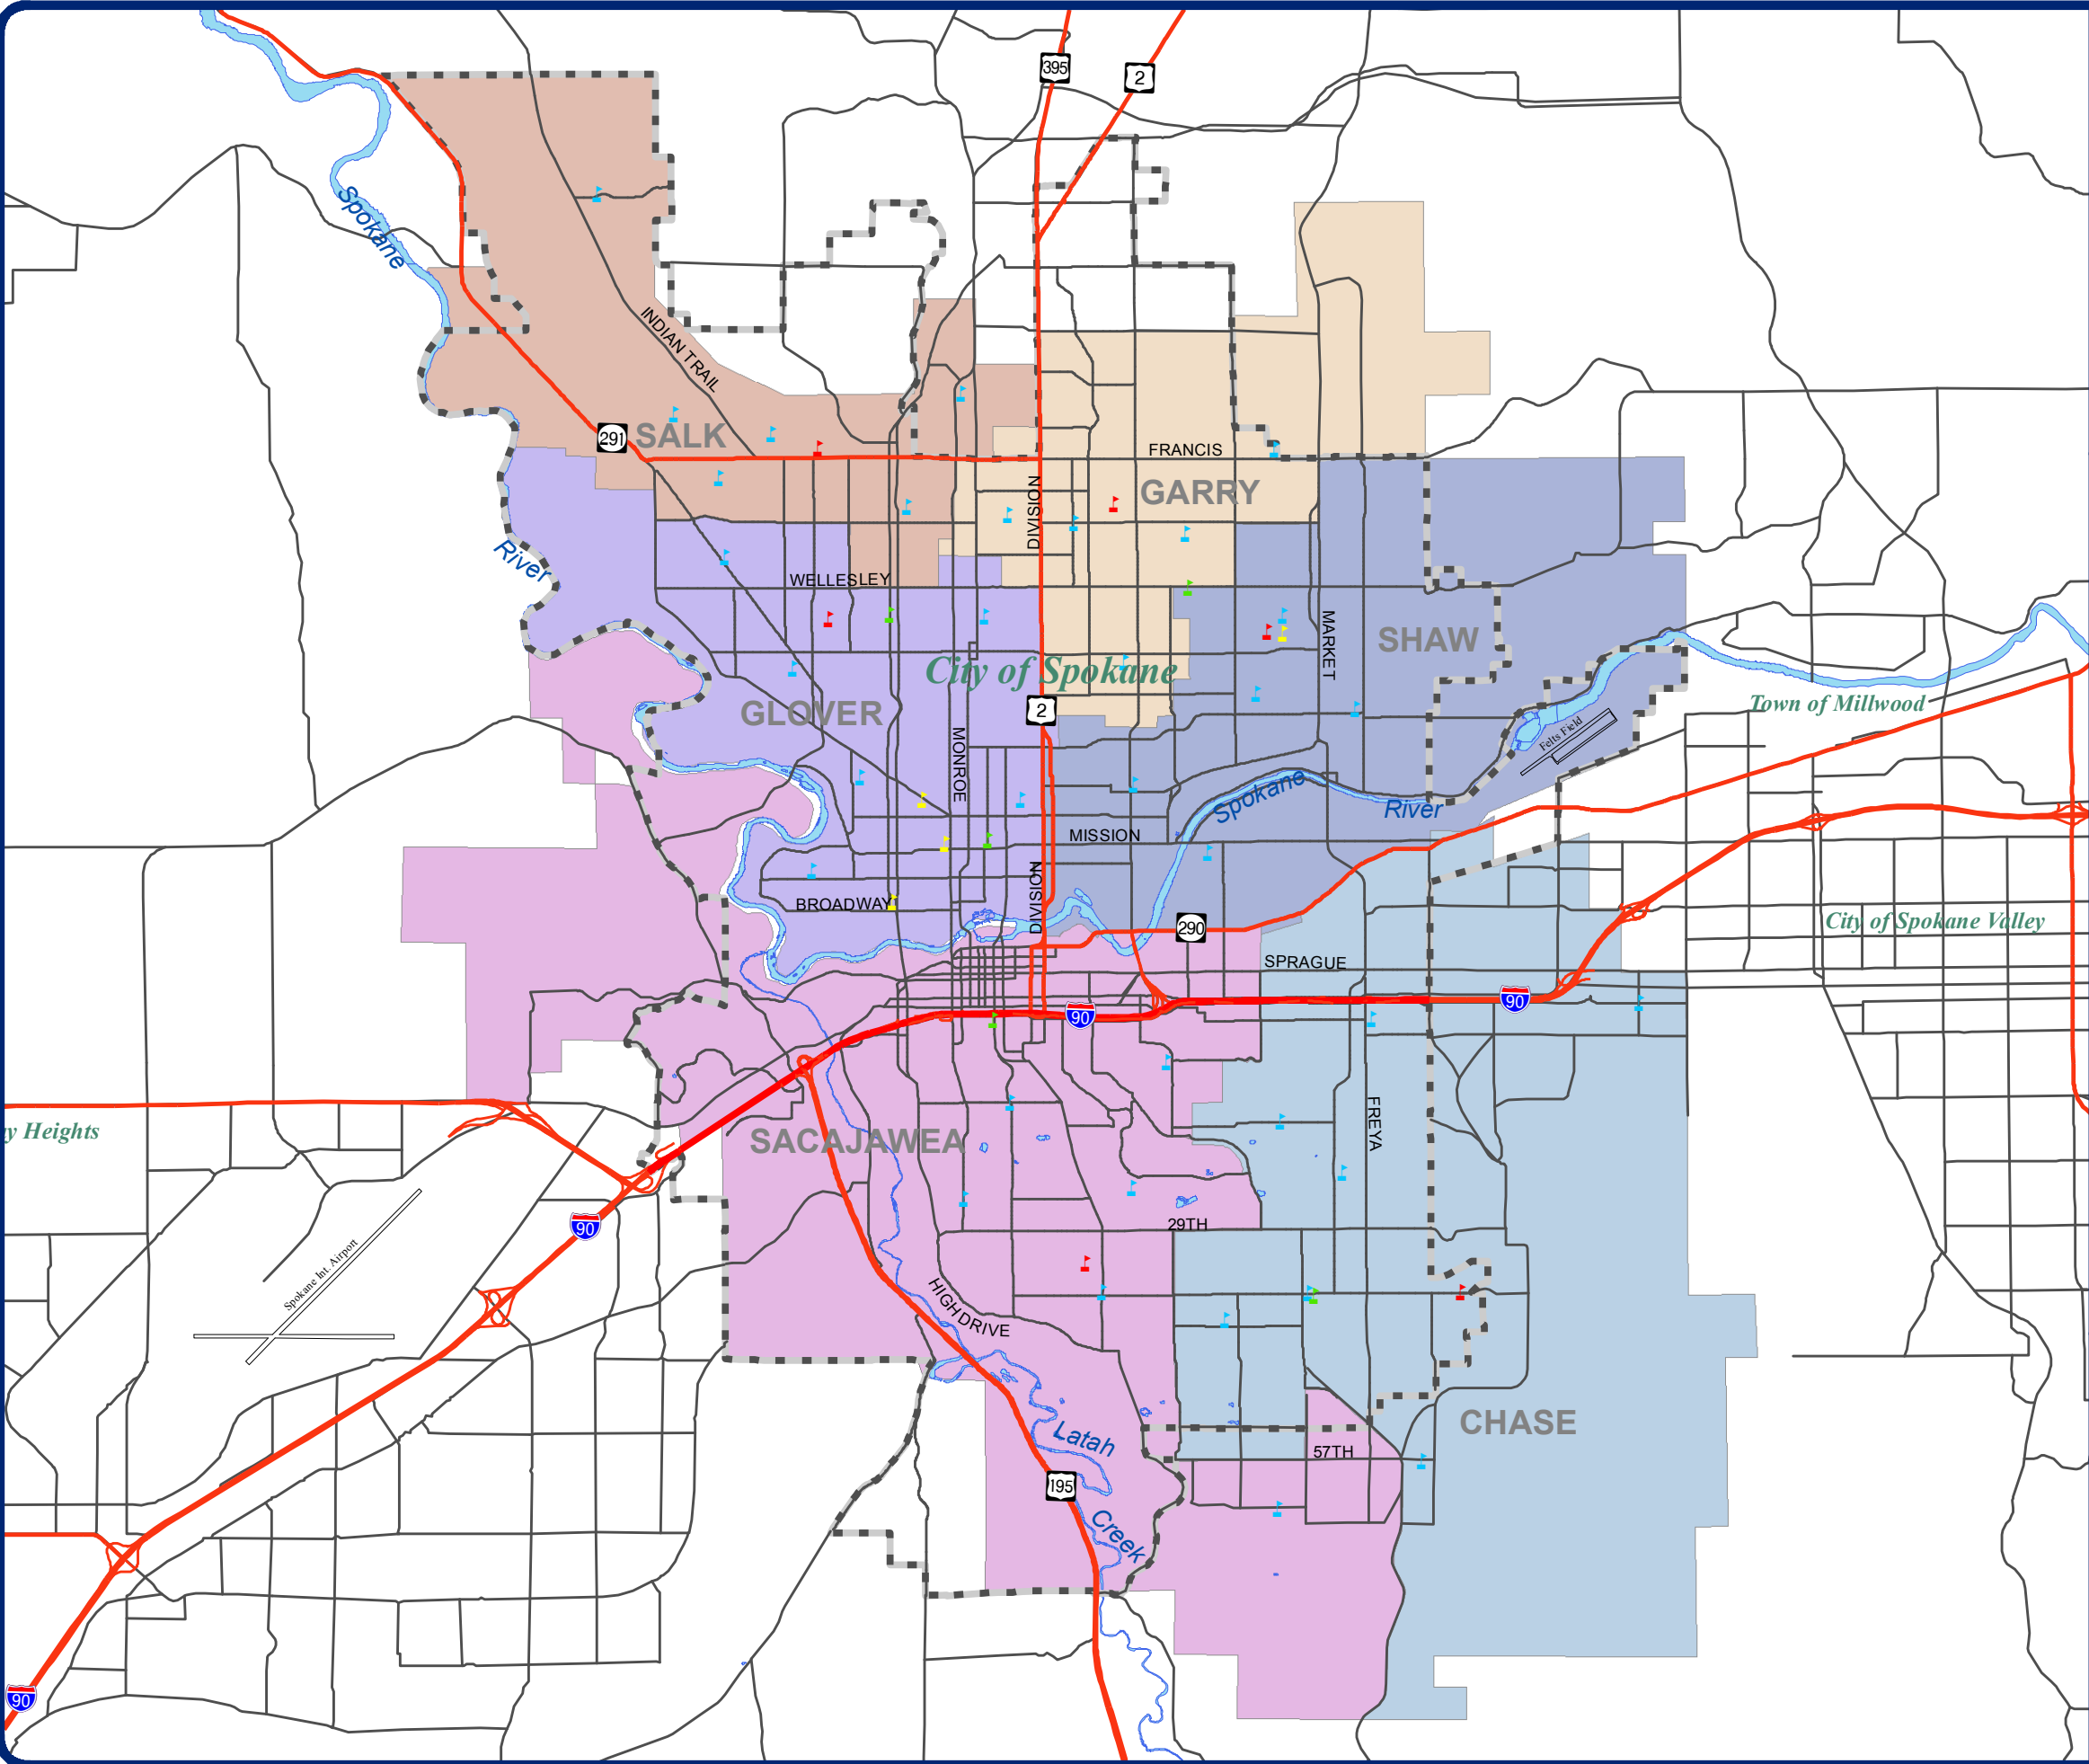 395
2
Spokane
INDIAN TRAIL
291
SALK
FRANCIS
GARRY
DIVISION
River
WELLESLEY
MARKET
SHAW
City of Spokane
GLOVER
2
Town of Millwood
Felts Field
MONROE
Spokane
River
MISSION
DIVISION
BROADWAY
290
City of Spokane Valley
SPRAGUE
90
90
FREYA
y Heights
SACAJAWEA
90
29TH
Spokane Int. Airport
HIGH DRIVE
CHASE
Latah
57TH
195
Creek
90